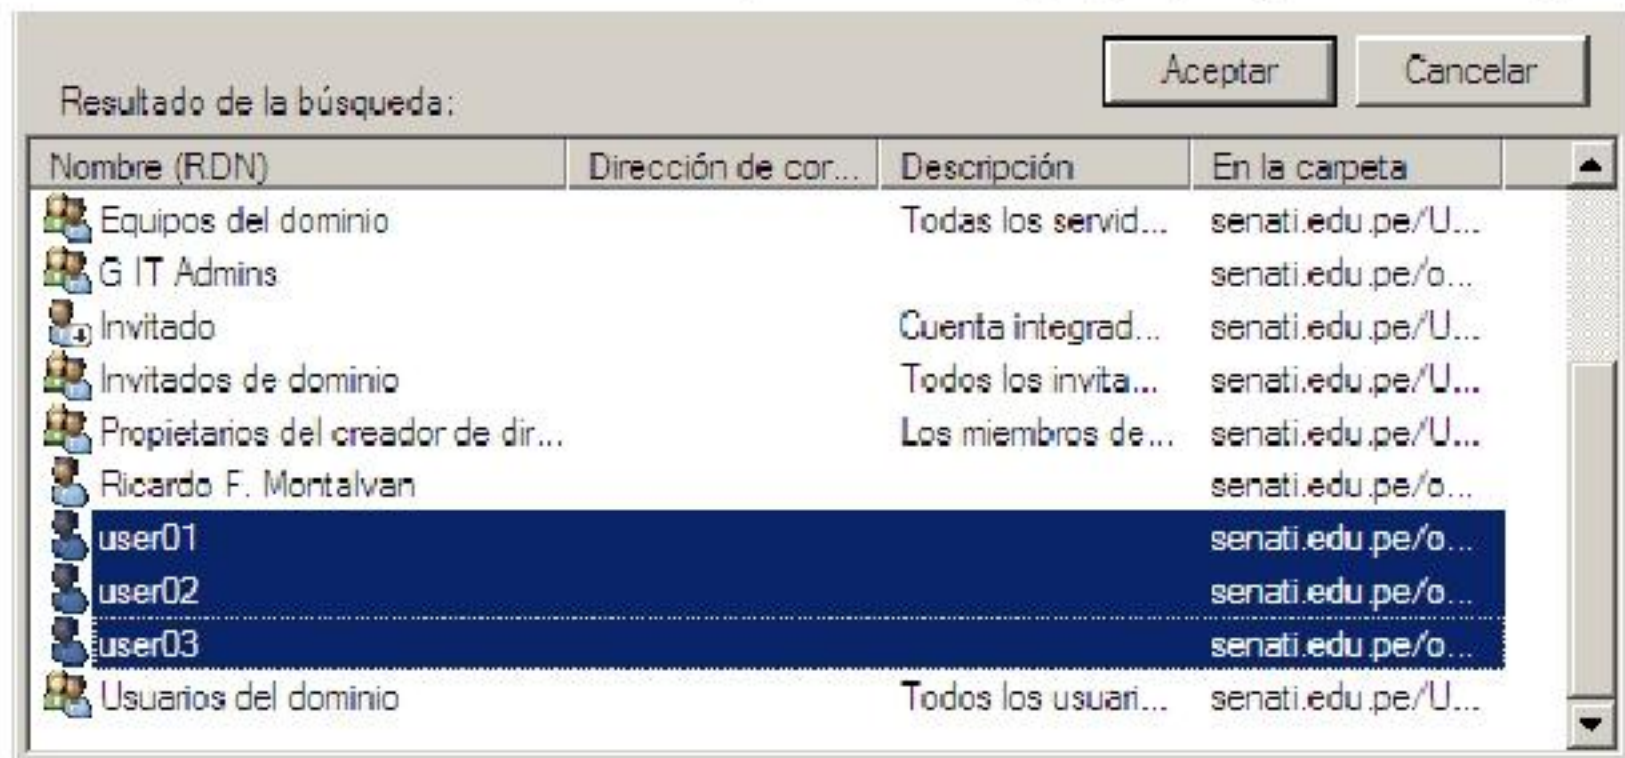 Aceptar Cancelar
Resultado de la búsqueda:
Nombre (RDN) Dirección de cor... Descripción En la carpeta
Equipos del dominio Todas los servid... senati.edu.pe/U...
G IT Admins senati.edu.pe/o...
Invitado Cuenta integrad... senati.edu.pe/U...
Invitados de dominio Todos los invita... senati.edu.pe/U...
Propietarios del creador de dir... Los miembros de... senati.edu.pe/U...
Ricardo F. Montalvan senati.edu.pe/o...
user01 senati.edu.pe/o...
user02 senati.edu.pe/o...
user03 senati.edu.pe/o...
Usuarios del dominio Todos los usuari... senati.edu.pe/U...